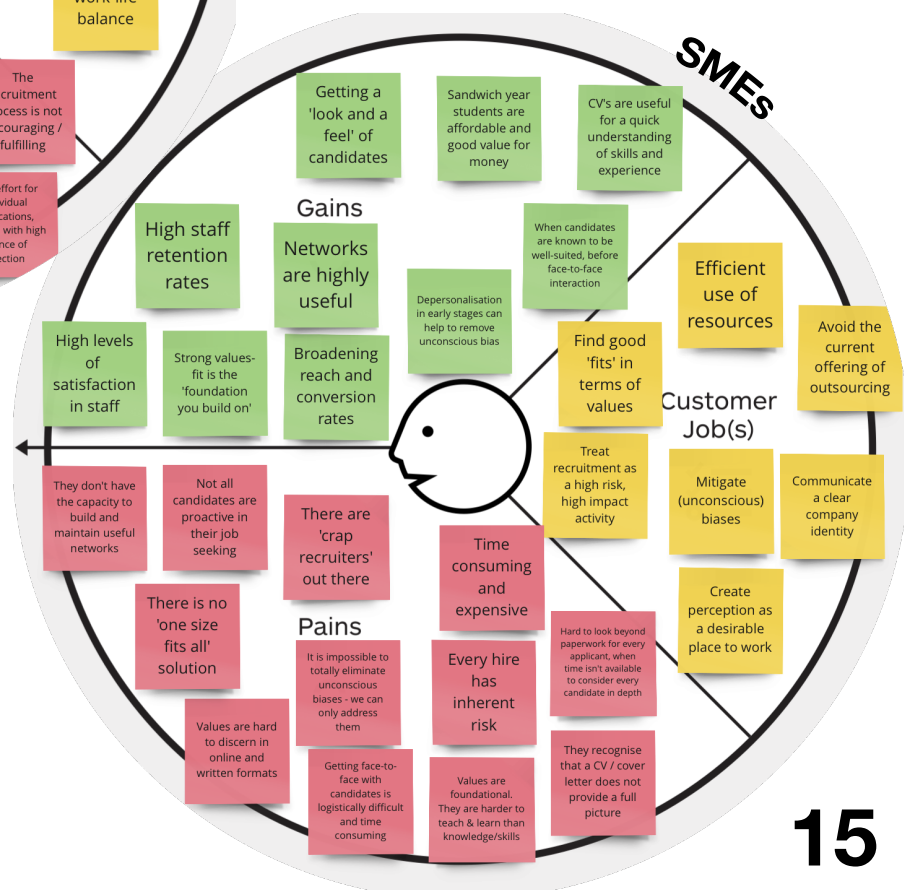 work-life
balance
The
cruitment
ocess is not
couraging /
fulfilling
effort for
vidual
cations,
with high
nce of
ection
SMEs
Getting a
'look and a
feel' of
candidates
Sandwich year
students are
affordable and
good value for
money
CV's are useful
for a quick
understanding
of skills and
experience
Gains
High staff
retention
rates
Networks
are highly
useful
When candidates
are known to be
well-suited, before
face-to-face
interaction
Depersonalisation
in early stages can
help to remove
unconscious bias
High levels
of
satisfaction
in staff
Strong values-
fit is the
'foundation
you build on'
Broadening
reach and
conversion
rates
Efficient
use of
resources
Find good
'fits' in
terms of
values
Avoid the
current
offering of
outsourcing
Customer
Job(s)
Treat
recruitment as
a high risk,
high impact
activity
Mitigate
(unconscious)
biases
Communicate
a clear
company
identity
Create
perception as
a desirable
place to work
They don't have
the capacity to
build and
maintain useful
networks
Not all
candidates are
proactive in
their job
seeking
There are
'crap
recruiters'
out there
Time
consuming
and
expensive
There is no
'one size
fits all'
solution
Pains
It is impossible to
totally eliminate
unconscious
biases - we can
only address
them
Every hire
has
inherent
risk
Hard to look beyond
paperwork for every
applicant, when
time isn't available
to consider every
candidate in depth
Values are hard
to discern in
online and
written formats
Getting face-to-
face with
candidates is
logistically difficult
and time
consuming
Values are
foundational.
They are harder to
teach & learn than
knowledge/skills
They recognise
that a CV / cover
letter does not
provide a full
picture
15